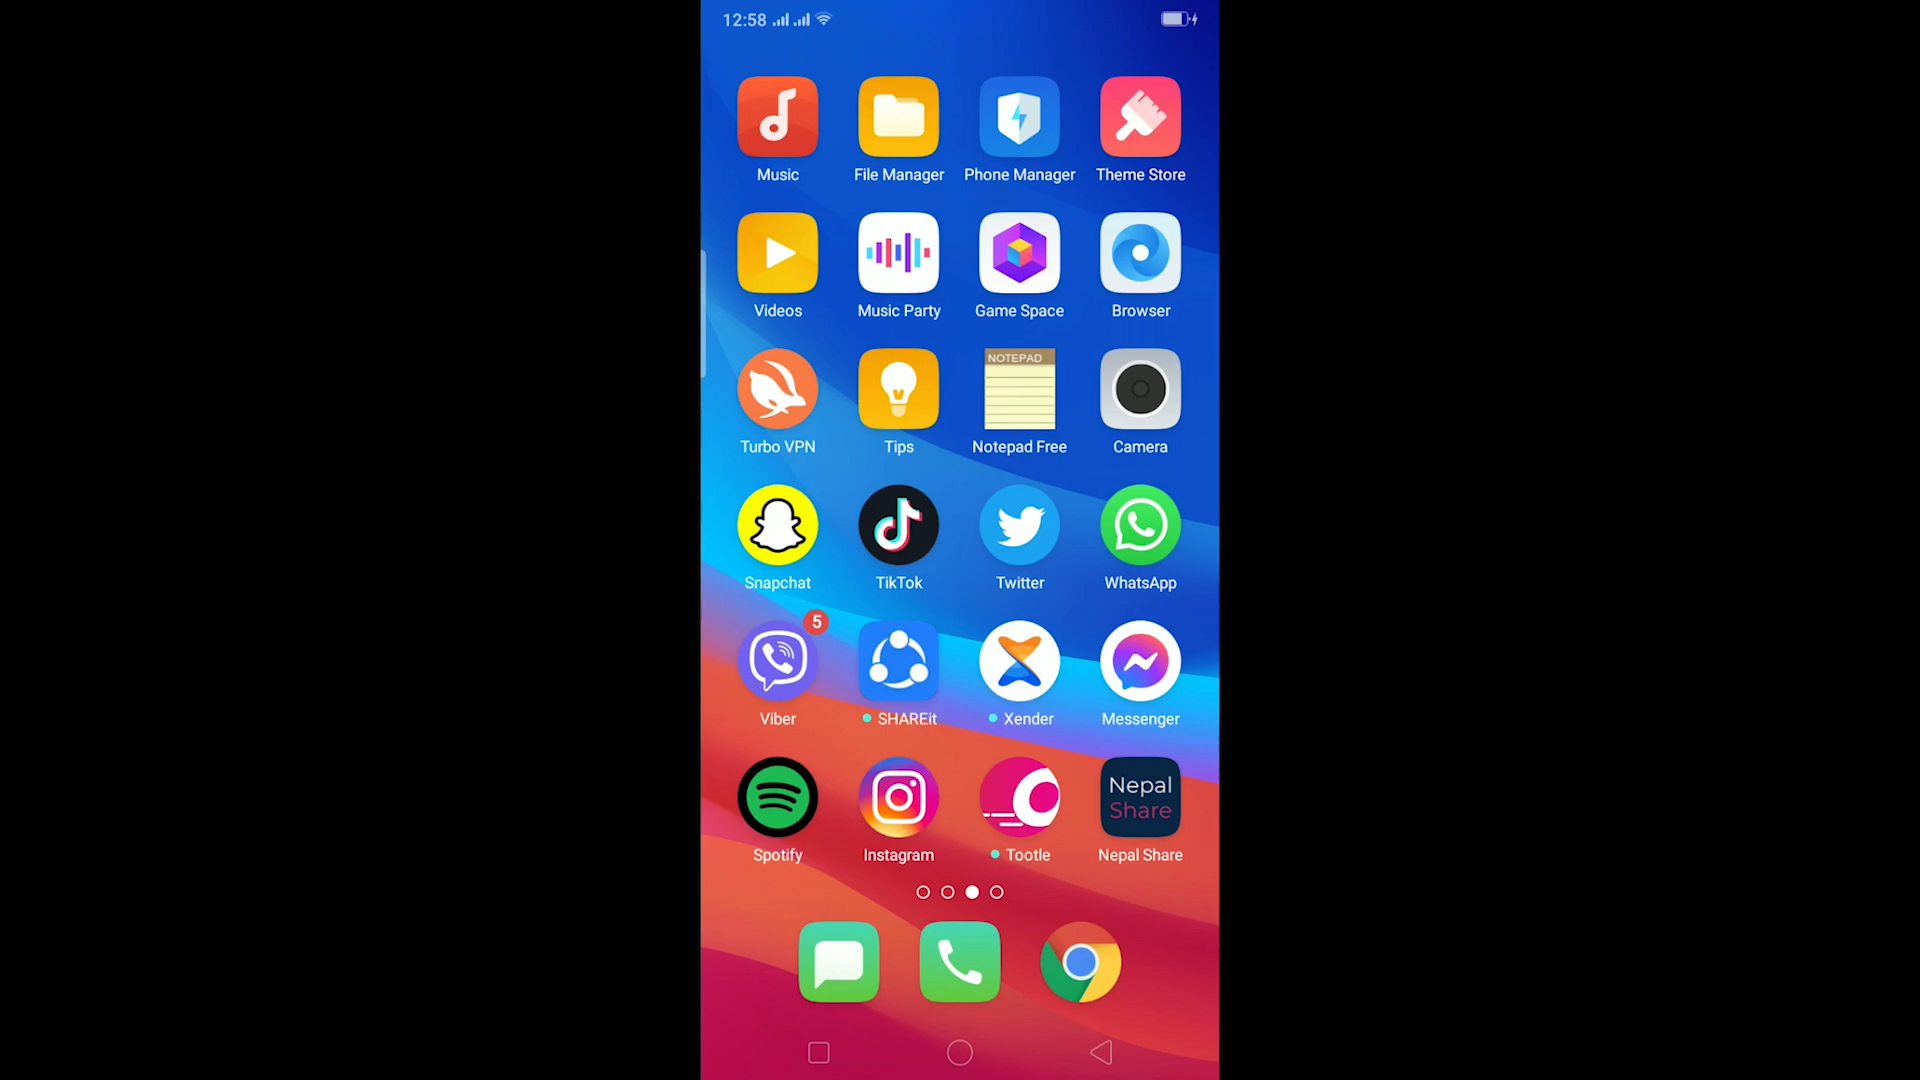 12:58
Music File Manager Phone Manager Theme Store
Videos Music Party Game Space Browser
NOTEPAD
Turbo VPN Tips Notepad Free Camera
Snapchat TikTok Twitter WhatsApp
5
Viber SHAREit Xender Messenger
Nepal
Share
Spotify Instagram Tootle Nepal Share